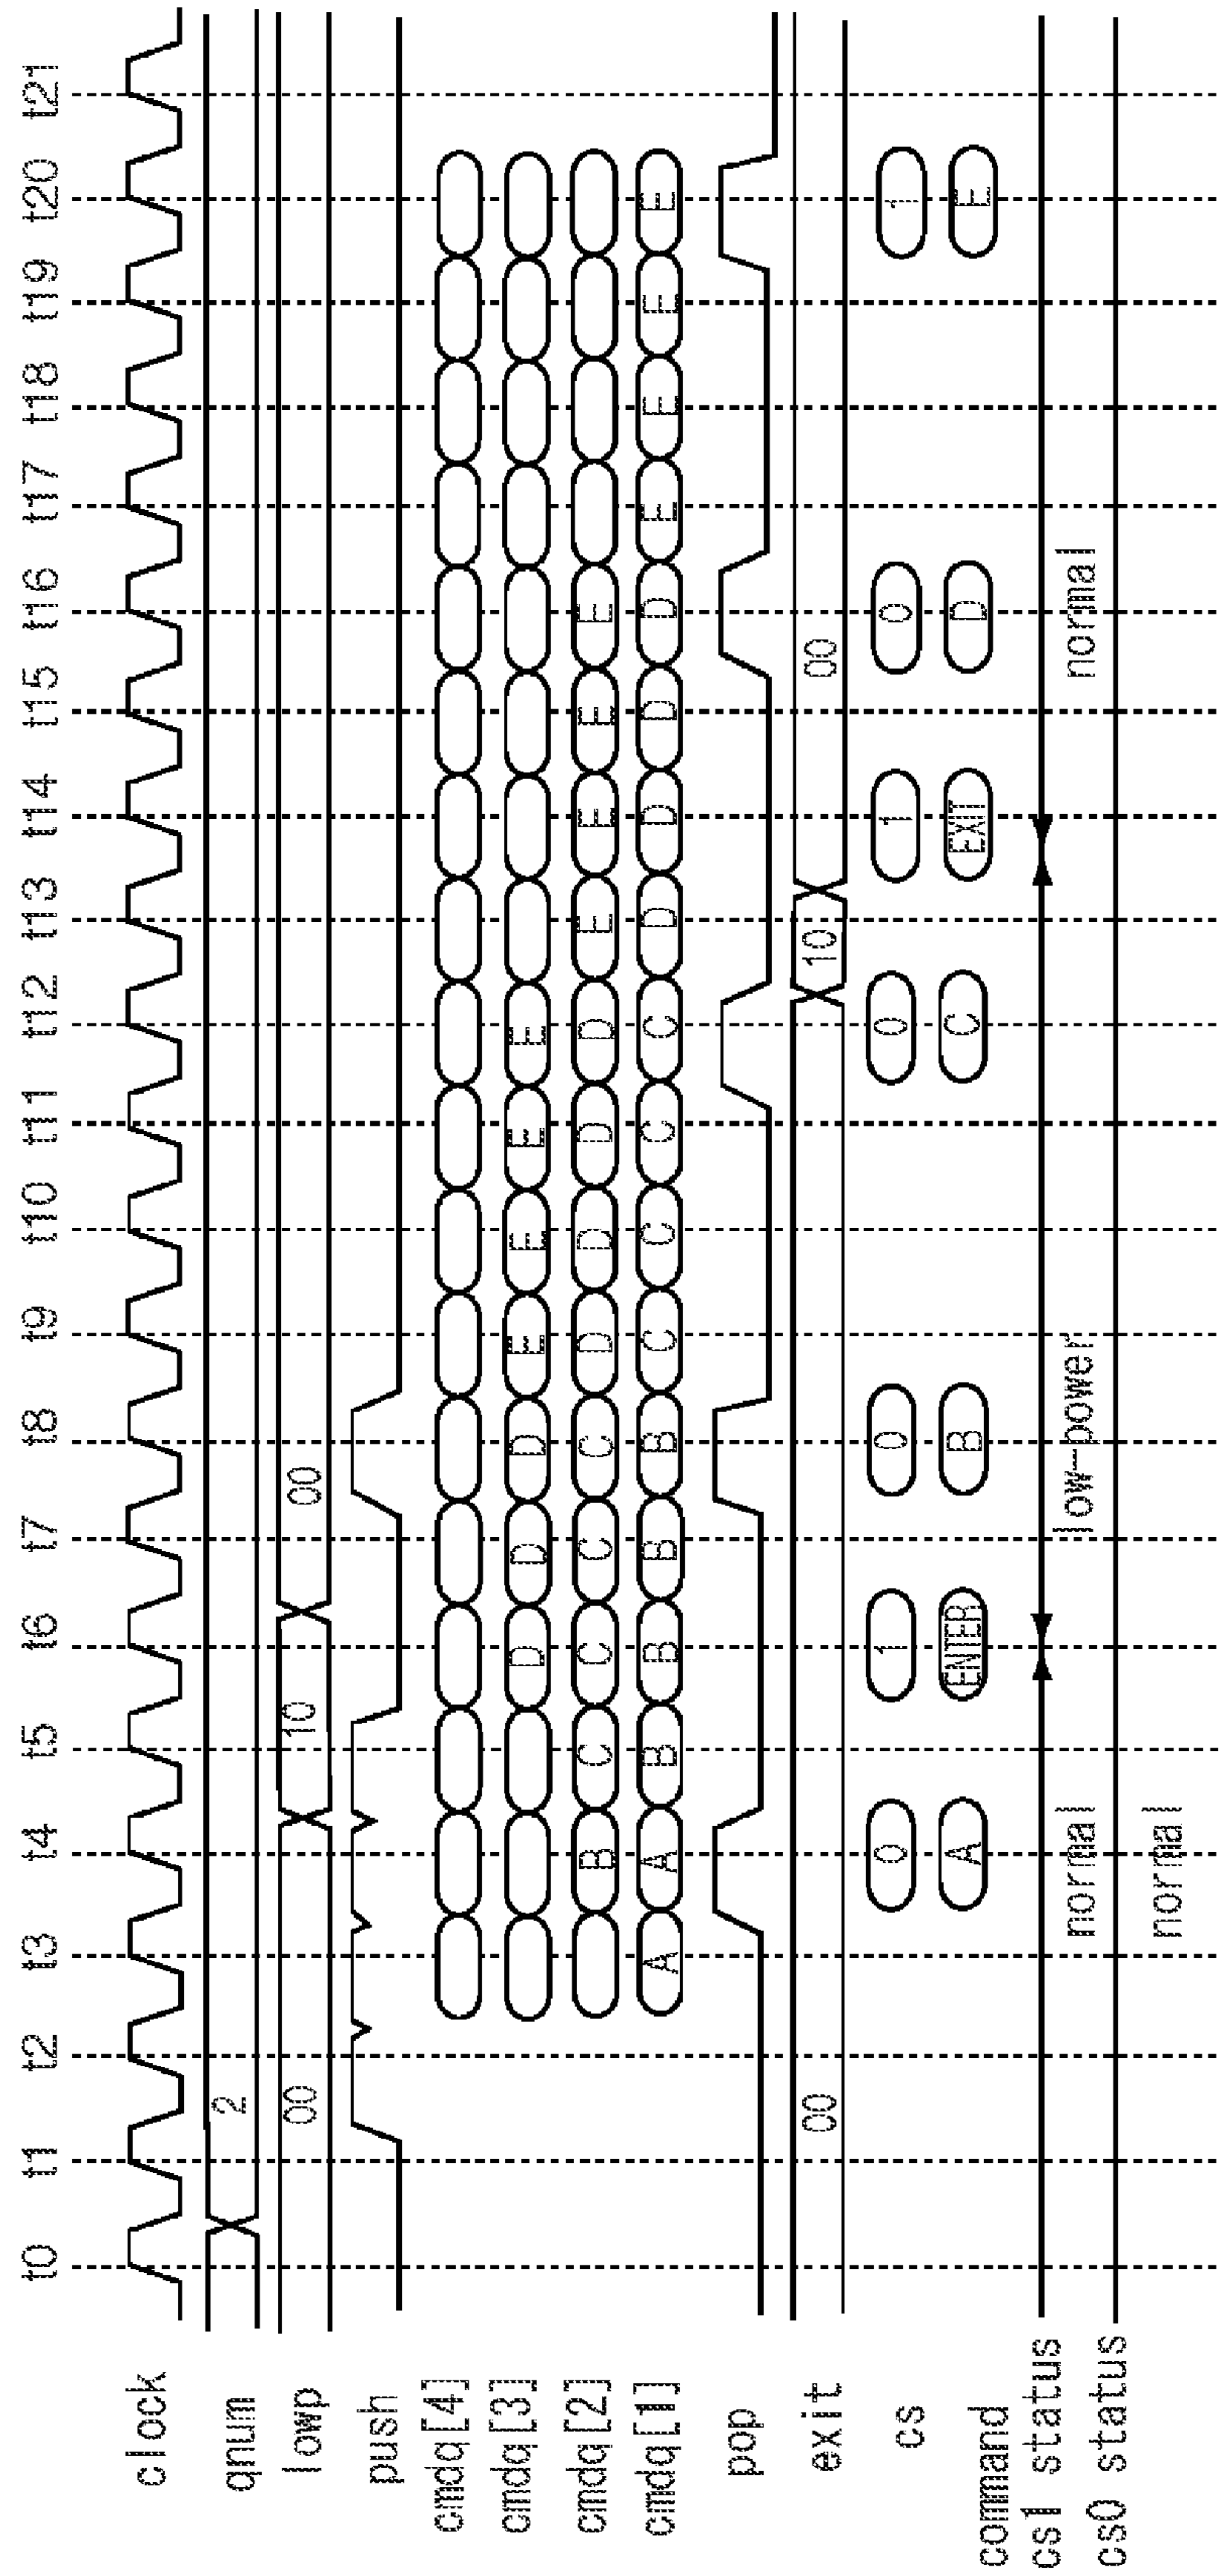 t0 t1 t2 t3 t4 t5 t6 t7 t8 t9 t10 t11 t12 t13 t14 t15 t16 t17 t18 t19 t20 t21
clock
qnum 2
lowp 00 10 00
push
cmdq[4]
cmdq[3] D D D E E E E
cmdq[2] B C C C C D D D D E E E E
cmdq[1] A A B B B B C C C C D D D D E E E E
pop
exit 00 10 00
cs 0 1 0 0 1 0 1
command A ENTER B C EXIT D E
cs1 status normal low-power normal
cs0 status normal